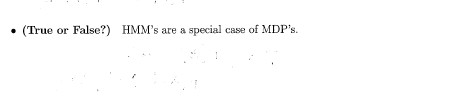 • (True or False?) HMM's are a special case of MDP's.